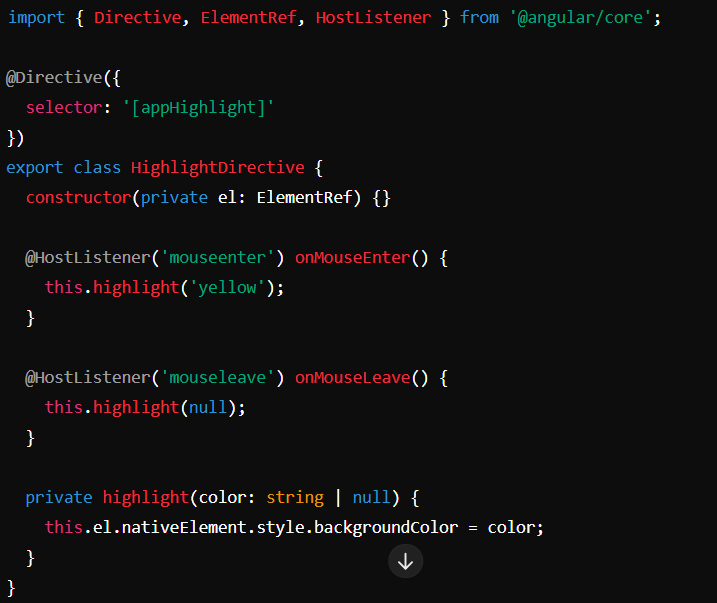 import { Directive, ElementRef, HostListener } from '@angular/core';
@Directive({
selector: '[appHighlight]'
})
export class HighlightDirective {
constructor(private el: ElementRef) {}
@HostListener('mouseenter') onMouseEnter() {
this.highlight('yellow');
}
@HostListener('mouseleave') onMouseLeave() {
this.highlight(null);
}
private highlight(color: string | null) {
this.el.nativeElement.style.backgroundColor = color;
}
}